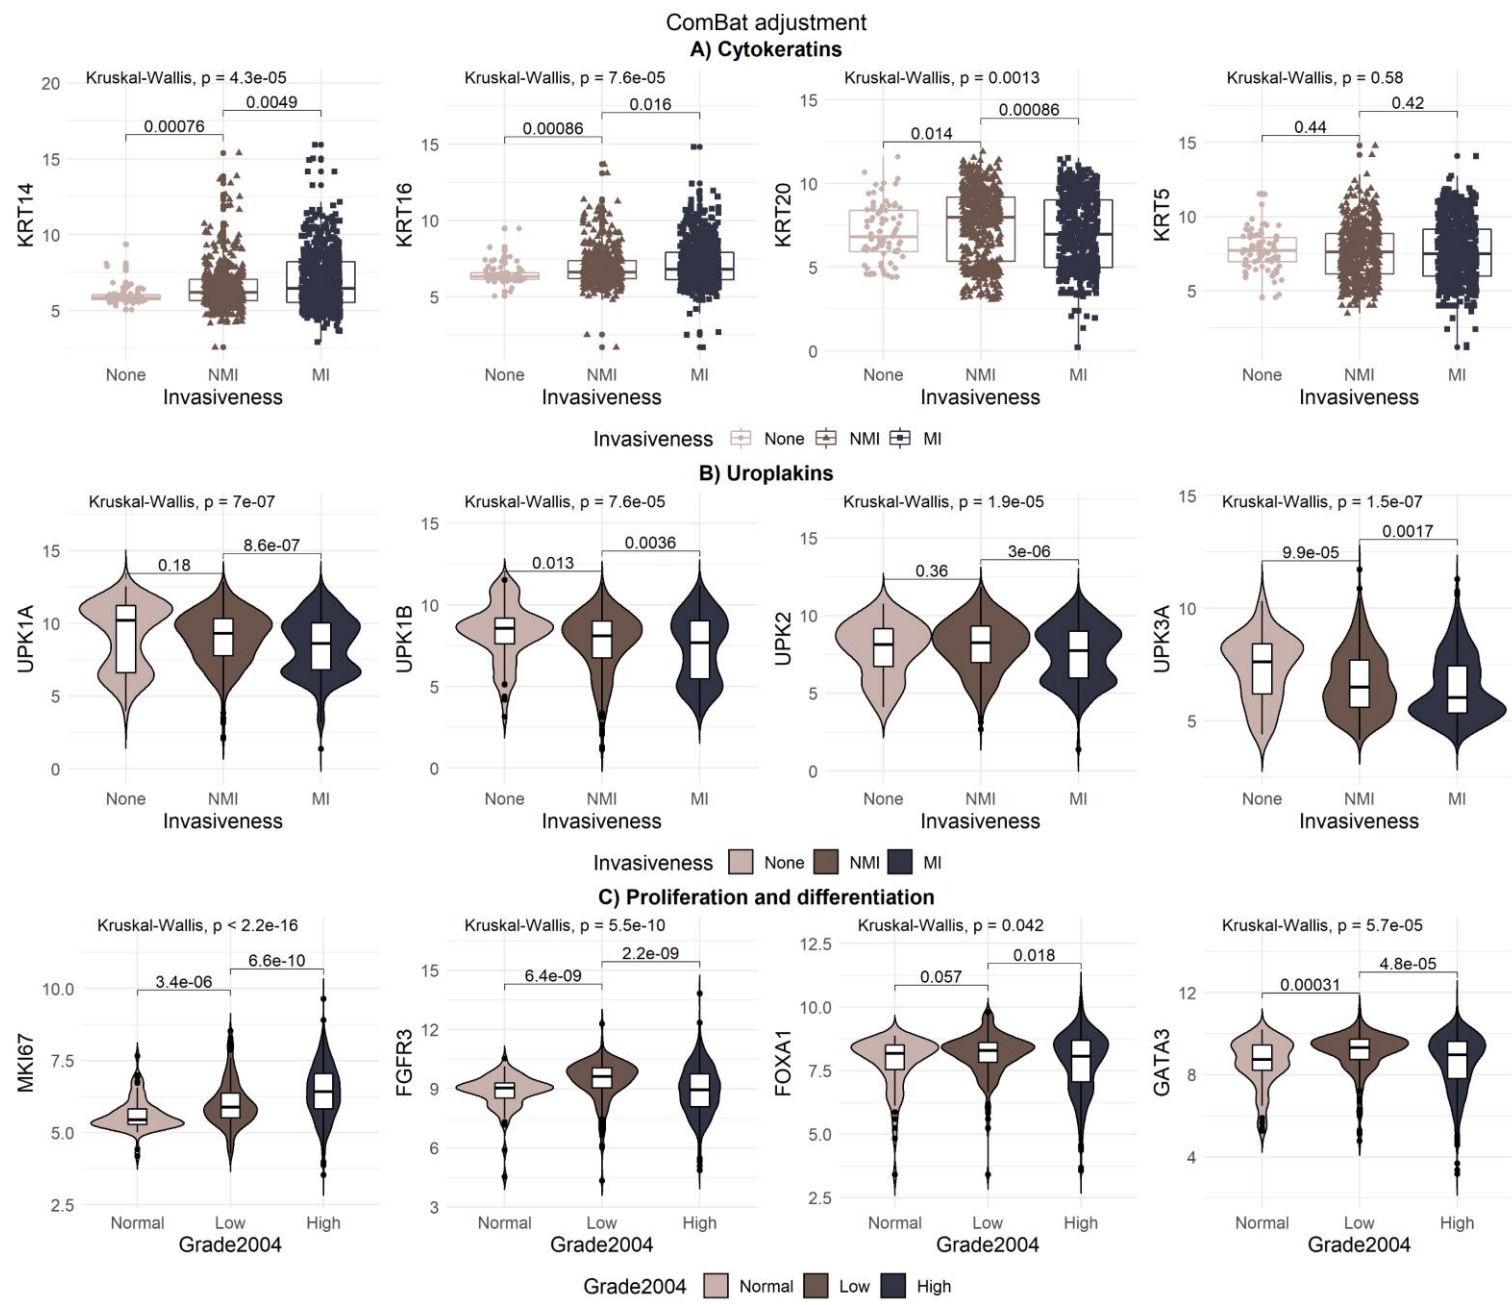 ComBat adjustment
A) Cytokeratins
Kruskal-Wallis, p = 4.3e-05
0.00076
0.0049
KRT14
20
15
10
5
None NMI MI
Invasiveness
Kruskal-Wallis, p = 7.6e-05
0.00086
0.016
KRT16
15
10
5
None NMI MI
Invasiveness
Kruskal-Wallis, p = 0.0013
0.014
0.00086
KRT20
15
10
5
0
None NMI MI
Invasiveness
Kruskal-Wallis, p = 0.58
0.44
0.42
KRT5
15
10
5
None NMI MI
Invasiveness
Invasiveness None NMI MI
B) Uroplakins
Kruskal-Wallis, p = 7e-07
0.18
8.6e-07
UPK1A
15
10
5
0
None NMI MI
Invasiveness
Kruskal-Wallis, p = 7.6e-05
0.013
0.0036
UPK1B
15
10
5
0
None NMI MI
Invasiveness
Kruskal-Wallis, p = 1.9e-05
0.36
3e-06
UPK2
15
10
5
0
None NMI MI
Invasiveness
Kruskal-Wallis, p = 1.5e-07
9.9e-05
0.0017
UPK3A
15
10
5
None NMI MI
Invasiveness
Invasiveness None NMI MI
C) Proliferation and differentiation
Kruskal-Wallis, p < 2.2e-16
3.4e-06
6.6e-10
MKI67
10.0
7.5
5.0
2.5
Normal Low High
Grade2004
Kruskal-Wallis, p = 5.5e-10
6.4e-09
2.2e-09
FGFR3
15
12
9
6
3
Normal Low High
Grade2004
Kruskal-Wallis, p = 0.042
0.057
0.018
FOXA1
12.5
10.0
7.5
5.0
2.5
Normal Low High
Grade2004
Kruskal-Wallis, p = 5.7e-05
0.00031
4.8e-05
GATA3
12
8
4
Normal Low High
Grade2004
Grade2004 Normal Low High